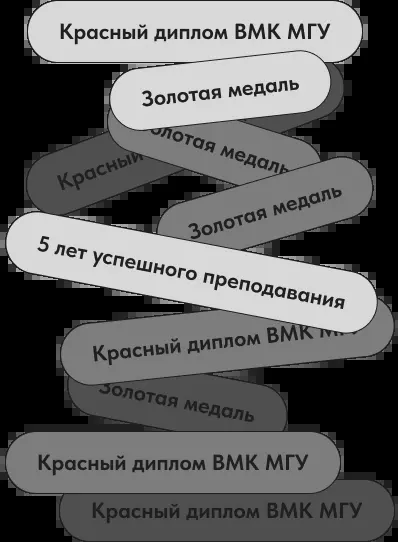 Красный диплом ВМК МГУ
Золотая медаль
олотая медаль
Красный
Золотая медаль
5 лет успешного преподавания
Красный диплом ВМК МГУ
Золотая медаль
Красный диплом ВМК МГУ
Красный диплом ВМК МГУ